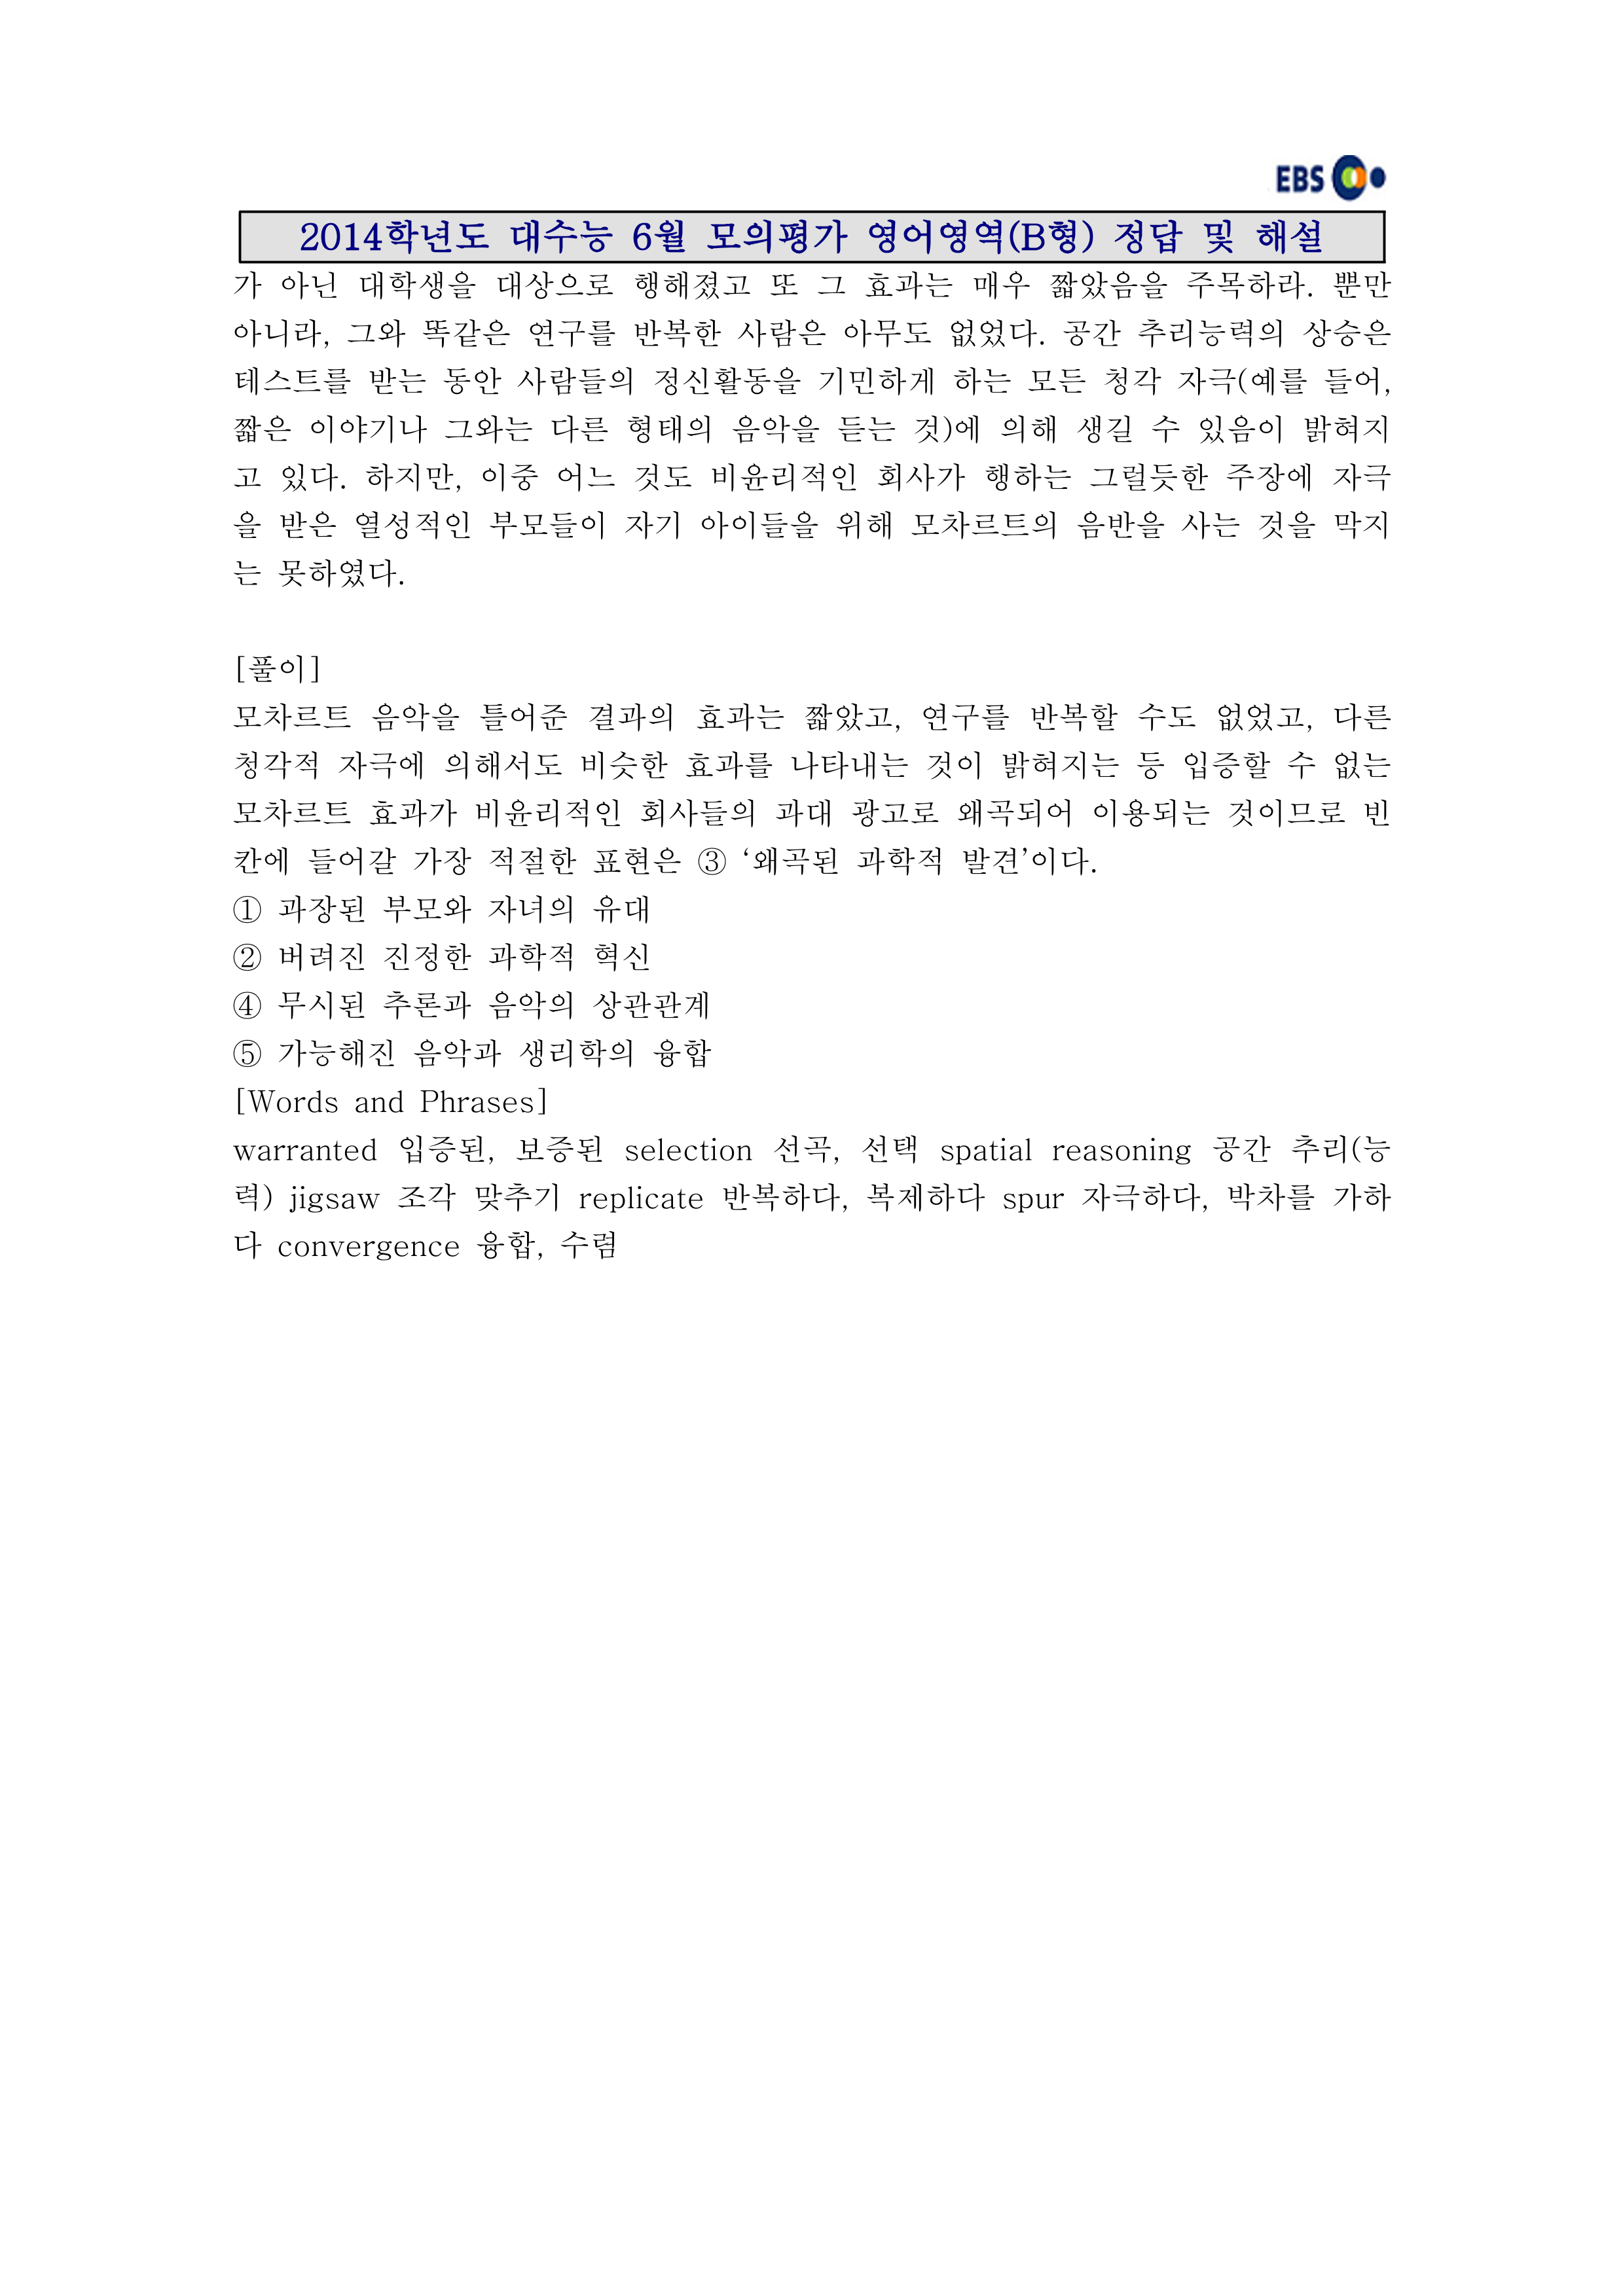 EBS
2014학년도 대수능 6월 모의평가 영어영역(B형) 정답 및 해설
가 아닌 대학생을 대상으로 행해졌고 또 그 효과는 매우 짧았음을 주목하라. 뿐만
아니라, 그와 똑같은 연구를 반복한 사람은 아무도 없었다. 공간 추리능력의 상승은
테스트를 받는 동안 사람들의 정신활동을 기민하게 하는 모든 청각 자극(예를 들어,
짧은 이야기나 그와는 다른 형태의 음악을 듣는 것)에 의해 생길 수 있음이 밝혀지
고 있다. 하지만, 이중 어느 것도 비윤리적인 회사가 행하는 그럴듯한 주장에 자극
을 받은 열성적인 부모들이 자기 아이들을 위해 모차르트의 음반을 사는 것을 막지
는 못하였다.
[풀이]
모차르트 음악을 틀어준 결과의 효과는 짧았고, 연구를 반복할 수도 없었고, 다른
청각적 자극에 의해서도 비슷한 효과를 나타내는 것이 밝혀지는 등 입증할 수 없는
모차르트 효과가 비윤리적인 회사들의 과대 광고로 왜곡되어 이용되는 것이므로 빈
칸에 들어갈 가장 적절한 표현은 ③ ‘왜곡된 과학적 발견’이다.
① 과장된 부모와 자녀의 유대
② 버려진 진정한 과학적 혁신
④ 무시된 추론과 음악의 상관관계
⑤ 가능해진 음악과 생리학의 융합
[Words and Phrases]
warranted 입증된, 보증된 selection 선곡, 선택 spatial reasoning 공간 추리(능
력) jigsaw 조각 맞추기 replicate 반복하다, 복제하다 spur 자극하다, 박차를 가하
다 convergence 융합, 수렴